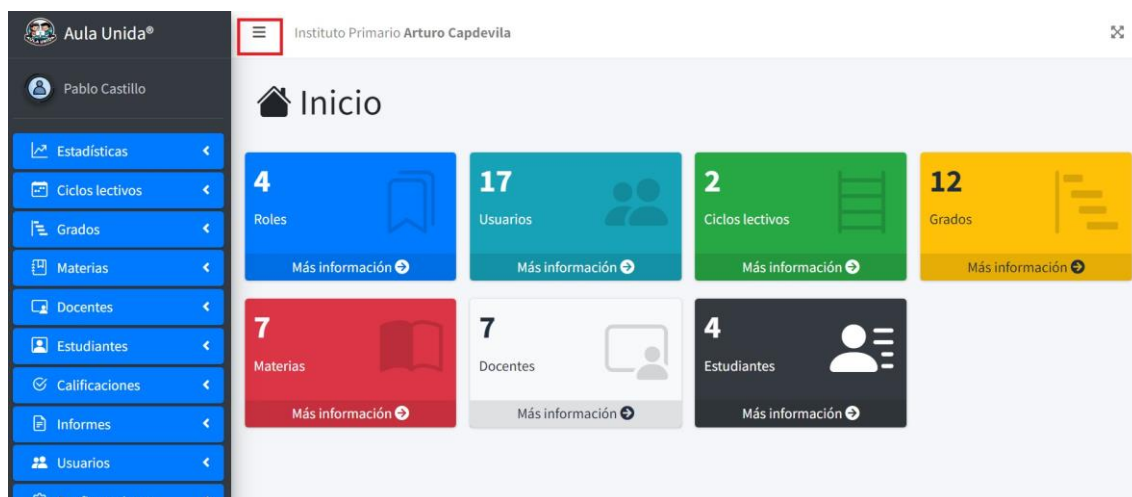 Aula Unida®
Instituto Primario Arturo Capdevila
Pablo Castillo
Estadísticas
Ciclos lectivos
Grados
Materias
Docentes
Estudiantes
Calificaciones
Informes
Usuarios
Inicio
4
Roles
Más información
17
Usuarios
Más información
2
Ciclos lectivos
Más información
12
Grados
Más información
7
Materias
Más información
7
Docentes
Más información
4
Estudiantes
Más información